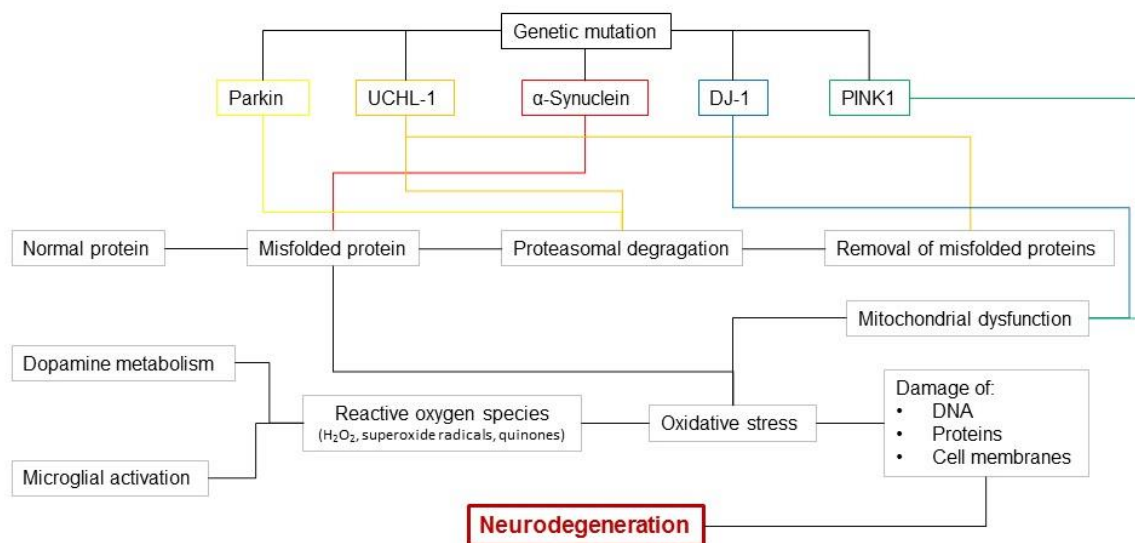 Genetic mutation
Parkin
UCHL-1
α-Synuclein
DJ-1
PINK1
Normal protein
Misfolded protein
Proteasomal degragation
Removal of misfolded proteins
Mitochondrial dysfunction
Dopamine metabolism
Reactive oxygen species
(H₂O₂, superoxide radicals, quinones)
Oxidative stress
Damage of:
• DNA
• Proteins
• Cell membranes
Microglial activation
Neurodegeneration